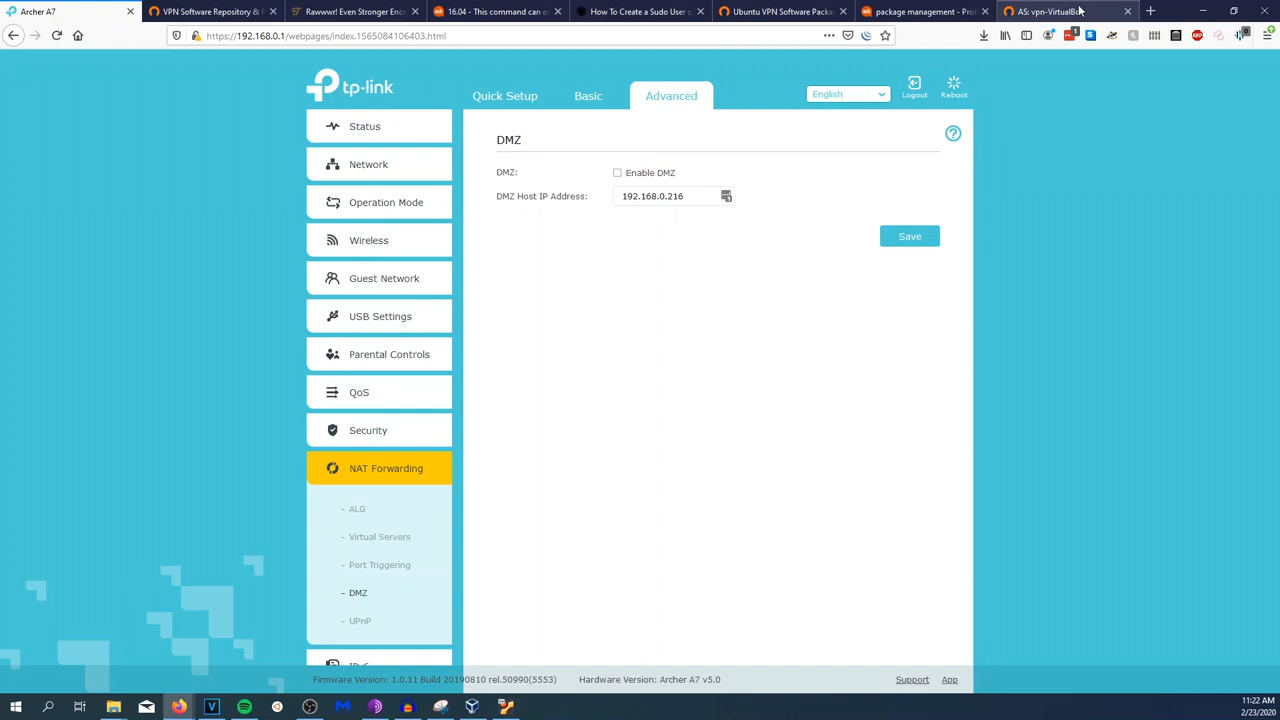 Archer A7
VPN Software Repository & P
Rawwwr! Even Stronger Enc
16.04 - This command can o
How To Create a Sudo User o
Ubuntu VPN Software Packag
package management - Pro
AS: vpn-VirtualBo
https://192.168.0.1/webpages/index.1565084106403.html
tp-link
Quick Setup
Basic
Advanced
English
Logout
Reboot
Status
Network
Operation Mode
Wireless
Guest Network
USB Settings
Parental Controls
QoS
Security
NAT Forwarding
- ALG
- Virtual Servers
- Port Triggering
- DMZ
- UPnP
IPv6
DMZ
DMZ:
Enable DMZ
DMZ Host IP Address:
192.168.0.216
Save
Firmware Version: 1.0.11 Build 20190810 rel.50990(5553)
Hardware Version: Archer A7 v5.0
Support
App
11:22 AM
2/23/2020